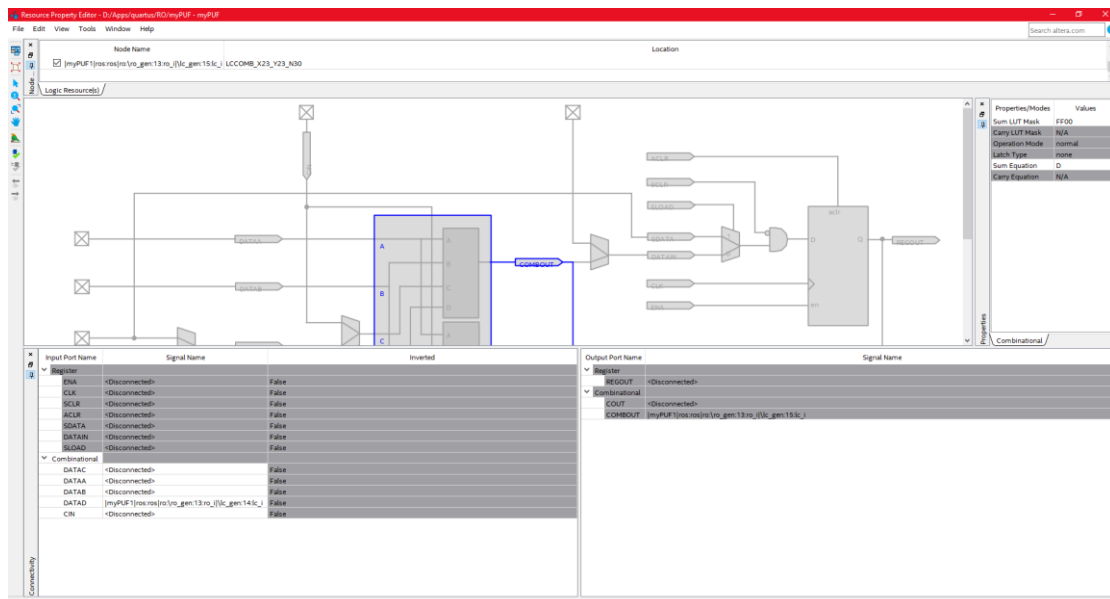 Resource Property Editor - D:/Apps/quartus/RO/myPUF - myPUF
File Edit View Tools Window Help
Search altera.com
Node Name Location
|myPUF1|ros:ros|ro:\ro_gen:13:ro_i|\lc_gen:15:lc_i LCCOMB_X23_Y23_N30
Node ...
Logic Resource(s)
Properties/Modes Values
Sum LUT Mask FF00
Carry LUT Mask N/A
Operation Mode normal
Latch Type none
Sum Equation D
Carry Equation N/A
ACLR
SCLR
SLOAD
aclr
DATAA
A
A
SDATA
D Q
REGOUT
B
COMBOUT
DATAIN
DATAB
B
C
CLK
D
ENA
en
C
A
Properties
Combinational
Input Port Name Signal Name Inverted
Register
ENA <Disconnected> False
CLK <Disconnected> False
SCLR <Disconnected> False
ACLR <Disconnected> False
SDATA <Disconnected> False
DATAIN <Disconnected> False
SLOAD <Disconnected> False
Combinational
DATAC <Disconnected> False
DATAA <Disconnected> False
DATAB <Disconnected> False
DATAD |myPUF1|ros:ros|ro:\ro_gen:13:ro_i|\lc_gen:14:lc_i False
CIN <Disconnected> False
Connectivity
Output Port Name Signal Name
Register
REGOUT <Disconnected>
Combinational
COUT <Disconnected>
COMBOUT |myPUF1|ros:ros|ro:\ro_gen:13:ro_i|\lc_gen:15:lc_i